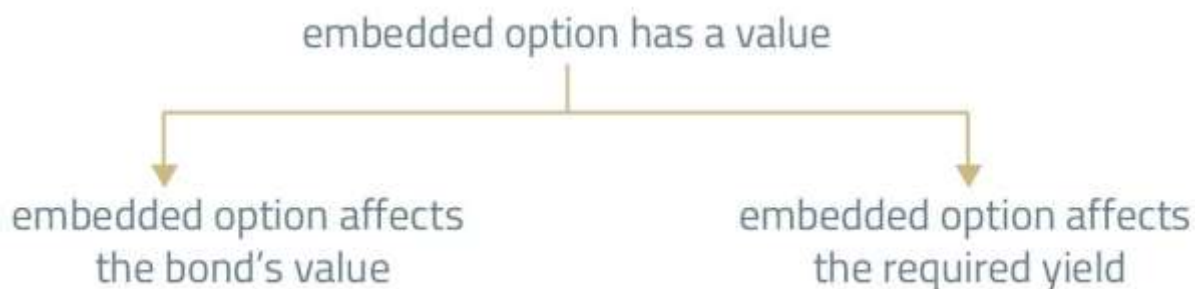 embedded option has a value
embedded option affects
the bond's value
embedded option affects
the required yield